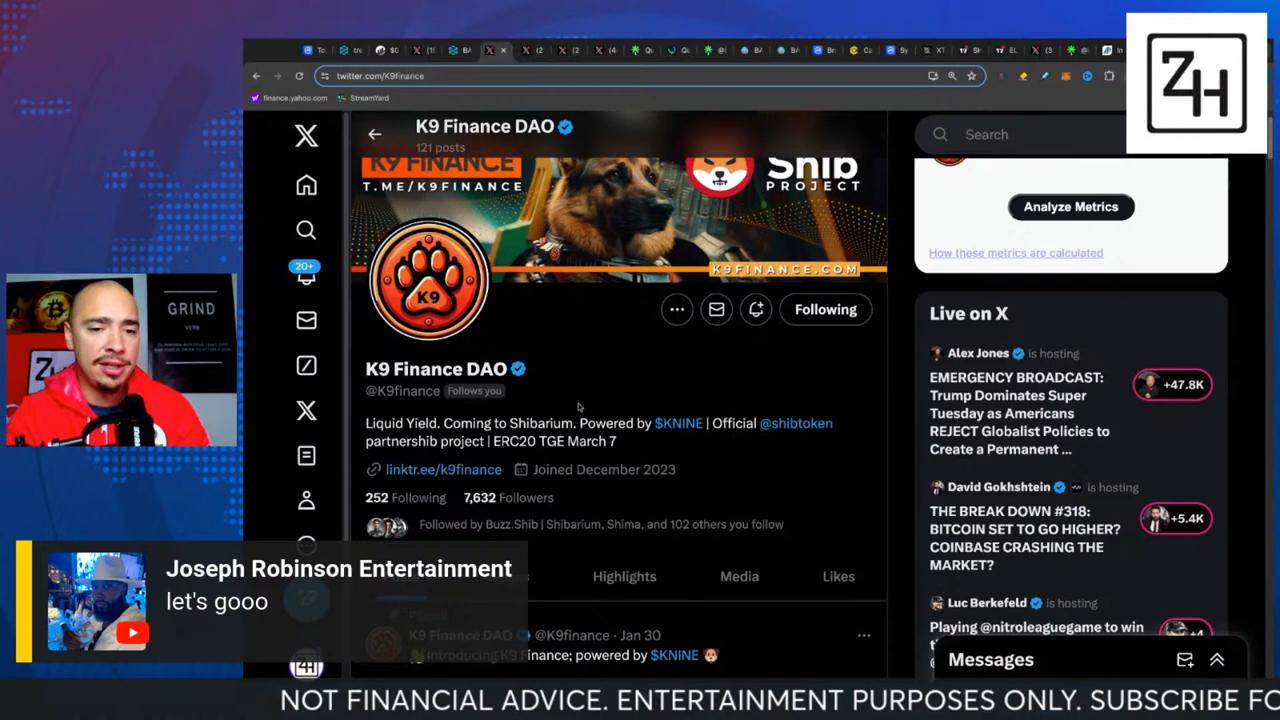 twitter.com/K9finance
finance.yahoo.com
StreamYard
ZH
K9 Finance DAO
121 posts
K9 FINANCE
T.ME/K9FINANCE
Shib
PROJECT
K9FINANCE.COM
K9
Following
K9 Finance DAO
@K9finance Follows you
Liquid Yield. Coming to Shibarium. Powered by $KNINE | Official @shibtoken
partnershib project | ERC20 TGE March 7
linktr.ee/k9finance Joined December 2023
252 Following 7,632 Followers
Followed by Buzz.Shib | Shibarium, Shima, and 102 others you follow
Highlights Media Likes
K9 Finance DAO @K9finance · Jan 30
Introducing K9 Finance; powered by $KNINE
20+
Search
Analyze Metrics
How these metrics are calculated
Live on X
Alex Jones is hosting
EMERGENCY BROADCAST:
Trump Dominates Super
Tuesday as Americans
REJECT Globalist Policies to
Create a Permanent ...
+47.8K
David Gokhshtein is hosting
THE BREAK DOWN #318:
BITCOIN SET TO GO HIGHER?
COINBASE CRASHING THE
MARKET?
+5.4K
Luc Berkefeld is hosting
Playing @nitroleaguegame to win
Messages
GRIND
VERB
Joseph Robinson Entertainment
let's gooo
NOT FINANCIAL ADVICE. ENTERTAINMENT PURPOSES ONLY. SUBSCRIBE FO